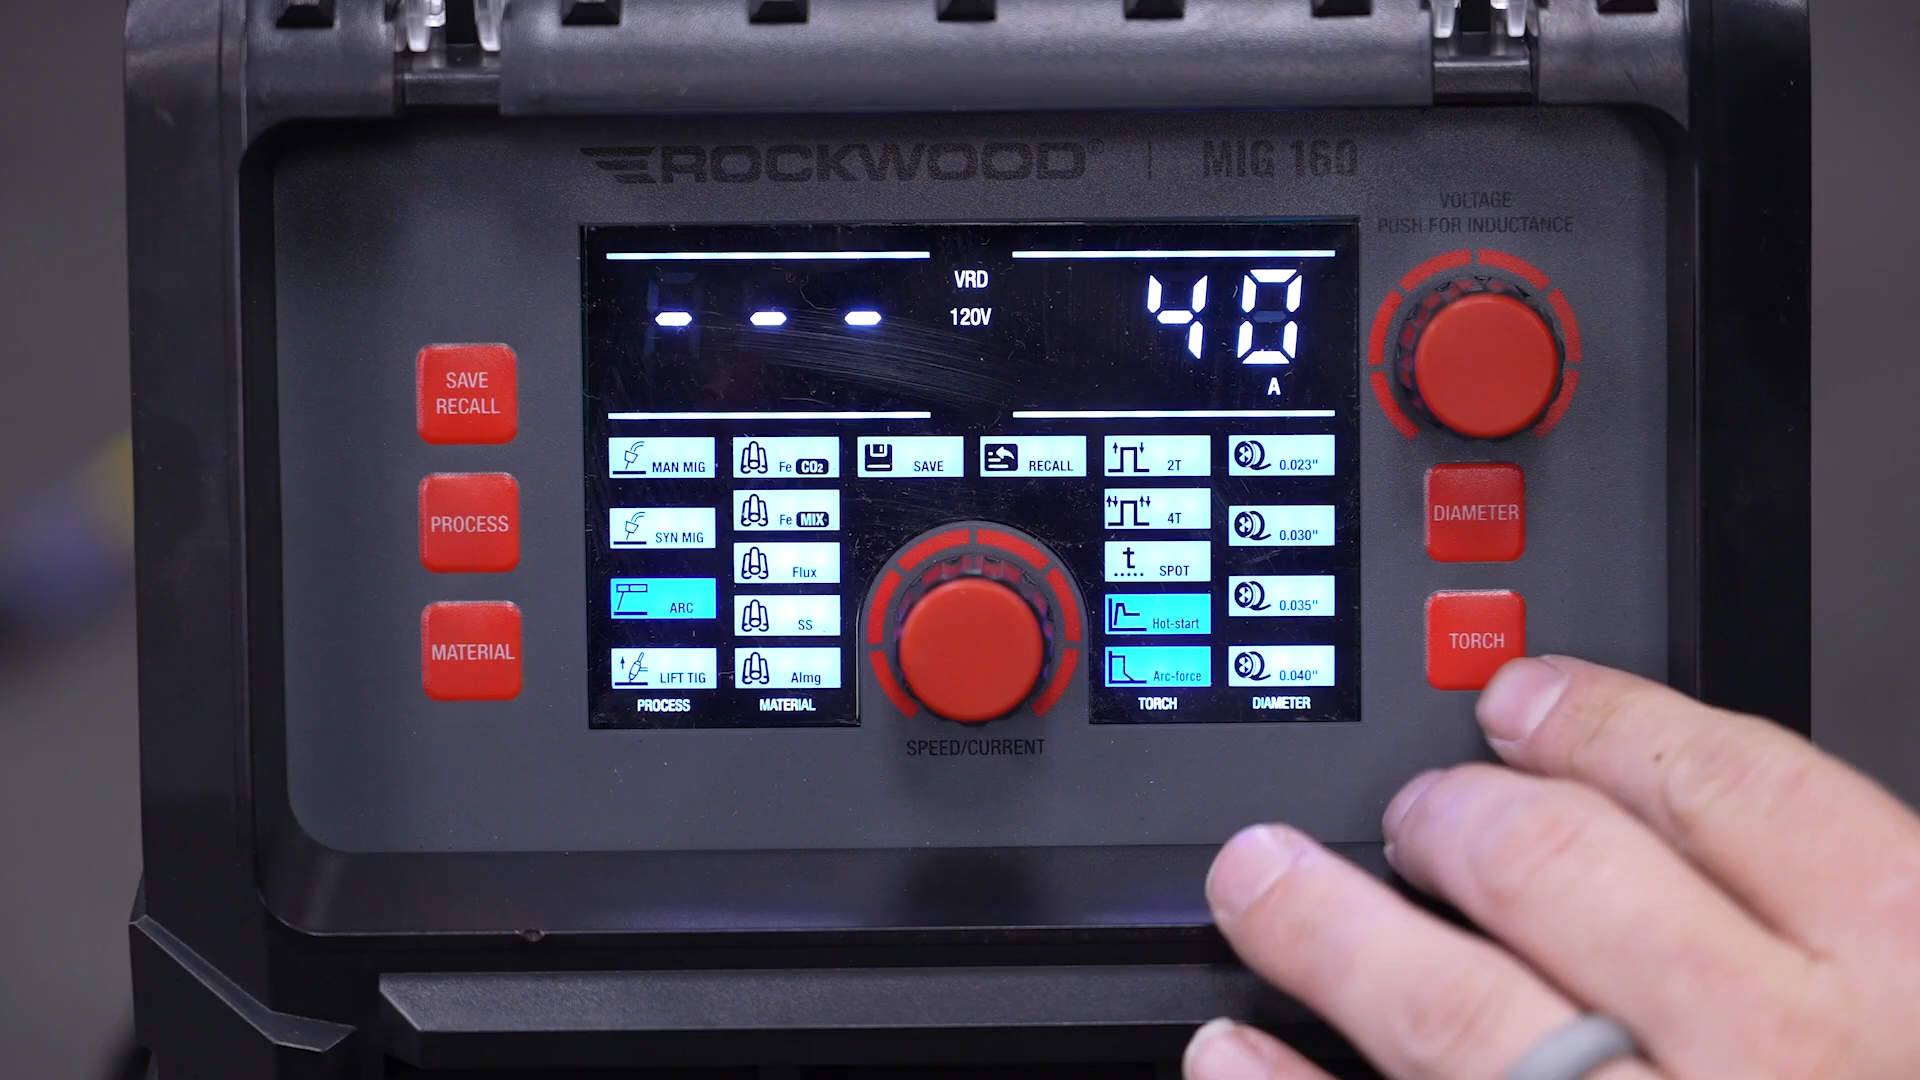 ROCKWOOD® | MIG 160
VOLTAGE
PUSH FOR INDUCTANCE
- - -
VRD
120V
40
A
SAVE
RECALL
PROCESS
MATERIAL
MAN MIG
SYN MIG
ARC
LIFT TIG
PROCESS
Fe CO₂
Fe MIX
Flux
SS
Almg
MATERIAL
SAVE
RECALL
SPEED/CURRENT
2T
4T
t
SPOT
Hot-start
Arc-force
TORCH
0.023"
0.030"
0.035"
0.040"
DIAMETER
DIAMETER
TORCH